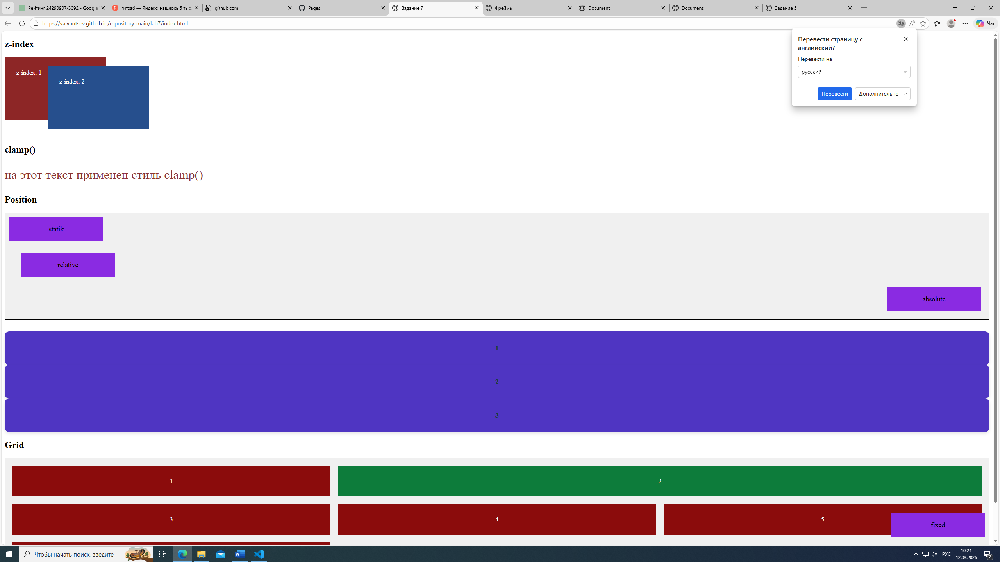 Рейтинг 24290907/3092 - Google
гитхаб — Яндекс: нашлось 5 тыс.
github.com
Pages
Задание 7
Фреймы
Document
Document
Задание 5
https://vaivantsev.github.io/repository-main/lab7/index.html
Чат
Перевести страницу с
английский?
Перевести на
русский
Перевести
Дополнительно
z-index
z-index: 1
z-index: 2
clamp()
на этот текст применен стиль clamp()
Position
statik
relative
absolute
1
2
3
Grid
1
2
3
4
5
fixed
Чтобы начать поиск, введите
РУС
10:24
12.03.2026
2